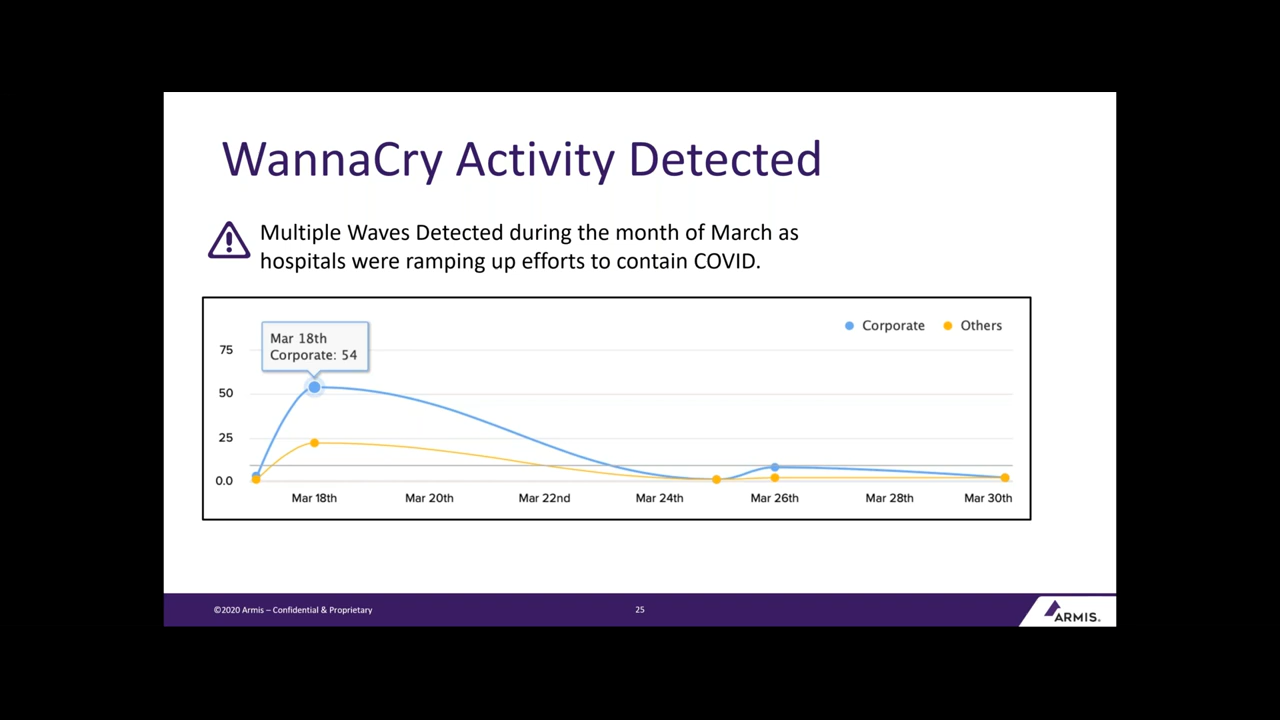 WannaCry Activity Detected
Multiple Waves Detected during the month of March as
hospitals were ramping up efforts to contain COVID.
Mar 18th
Corporate: 54
Corporate
Others
75
50
25
0.0
Mar 18th
Mar 20th
Mar 22nd
Mar 24th
Mar 26th
Mar 28th
Mar 30th
©2020 Armis – Confidential & Proprietary
25
ARMIS.